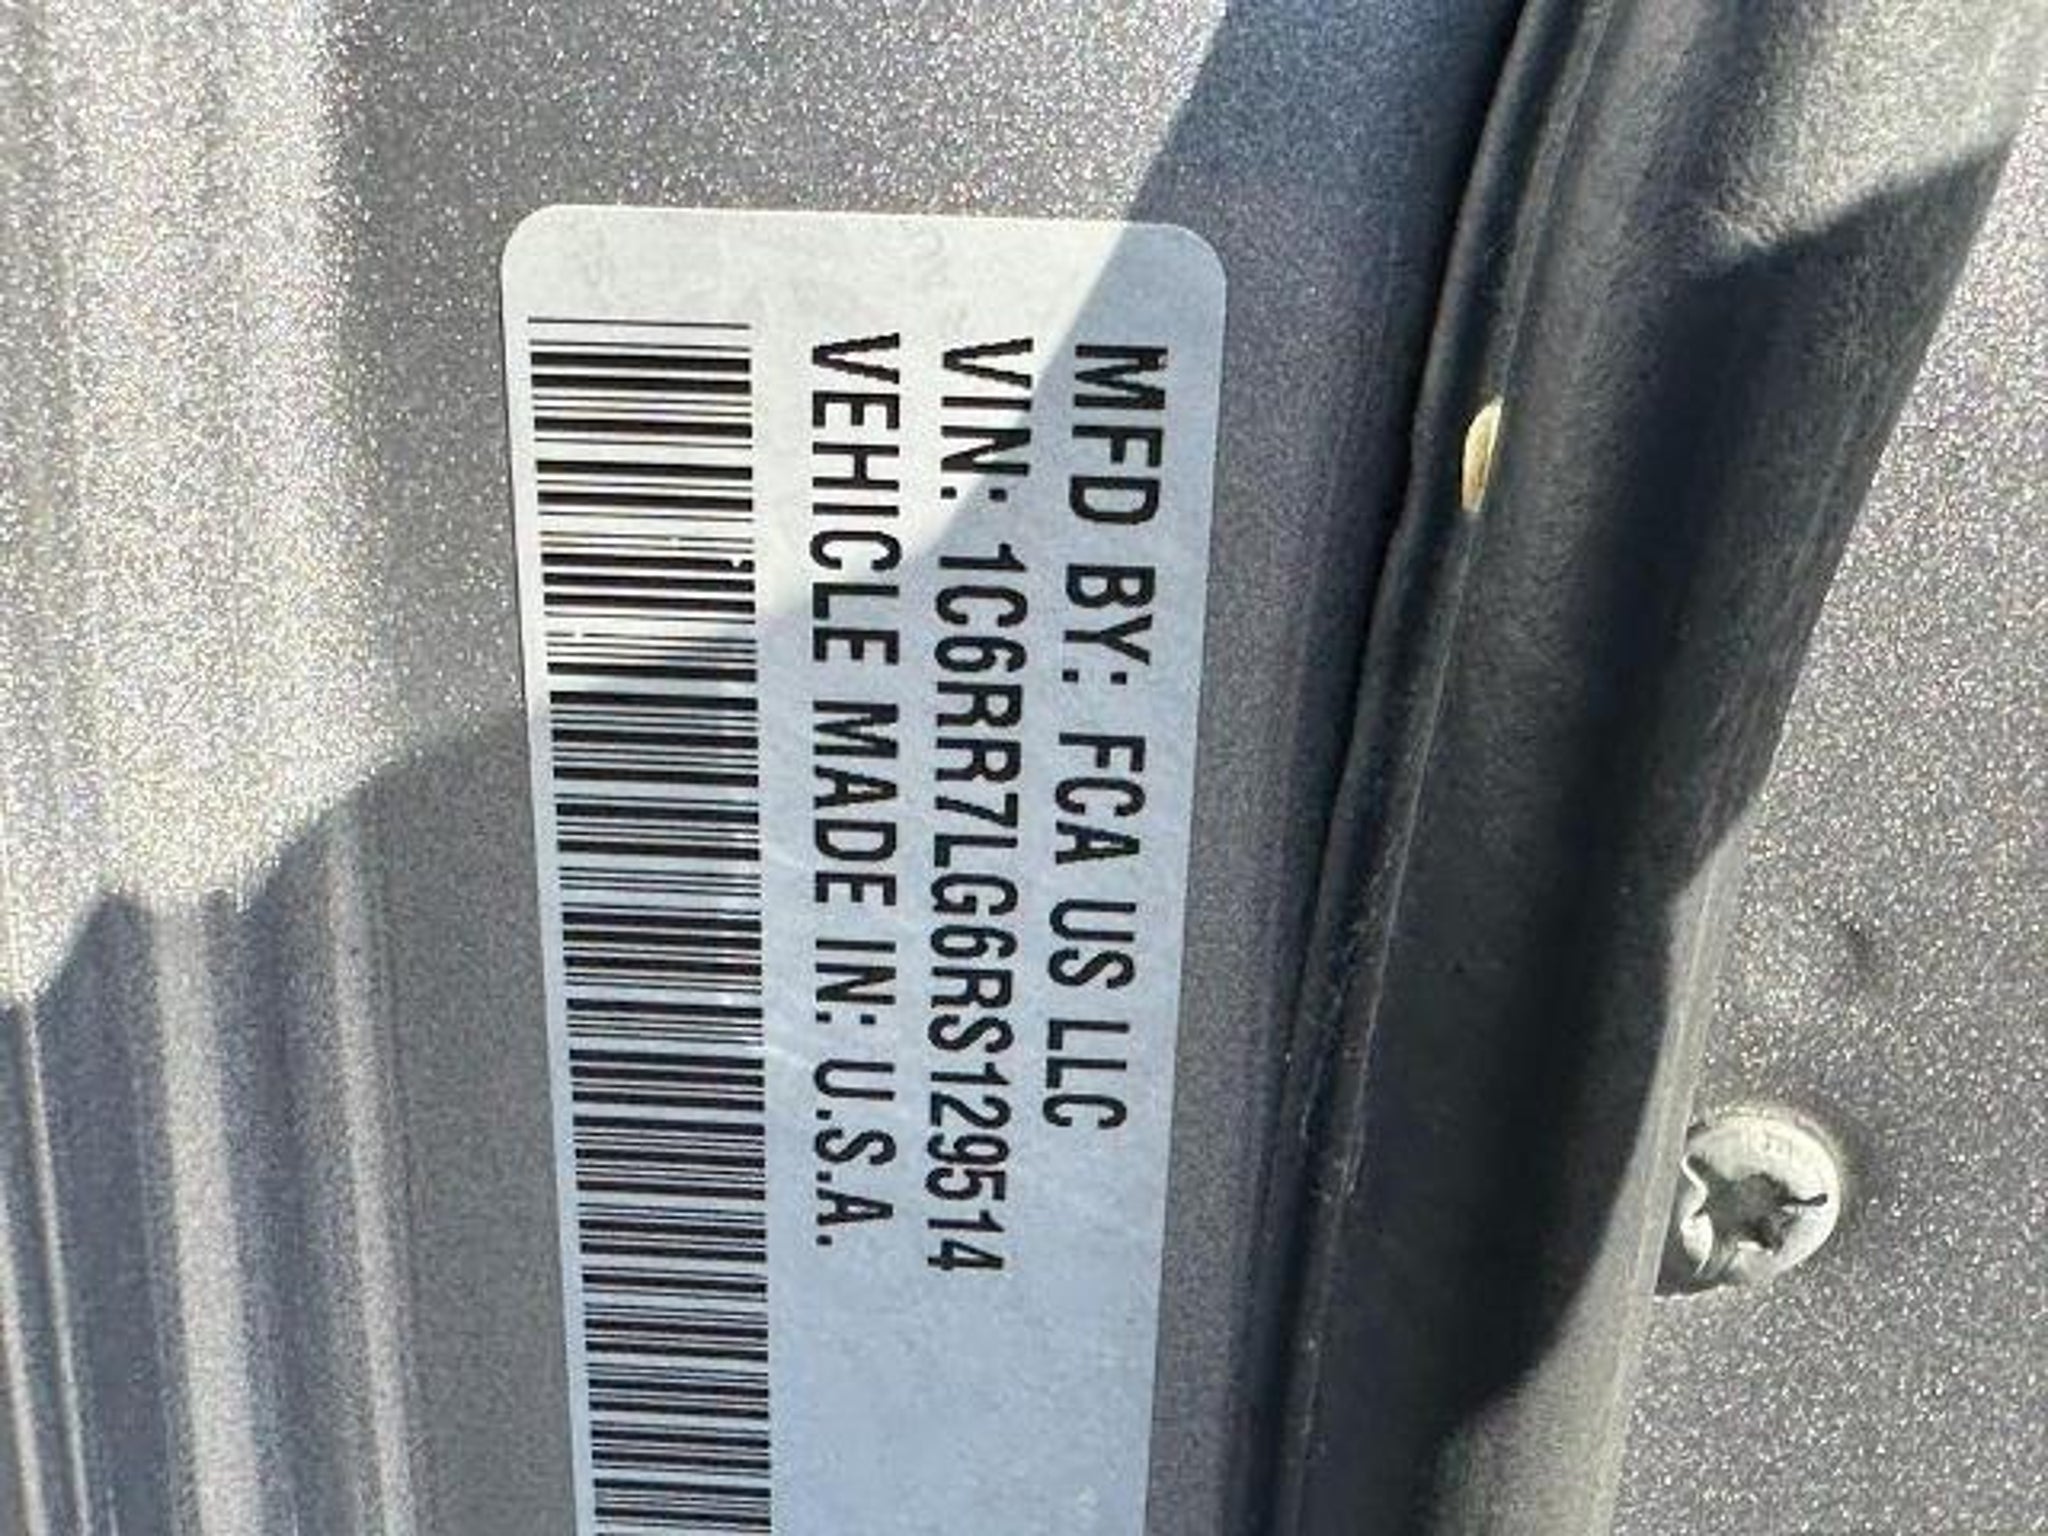 MFD BY: FCA US LLC
VIN: 1C6RR7LG6RS129514
VEHICLE MADE IN: U.S.A.